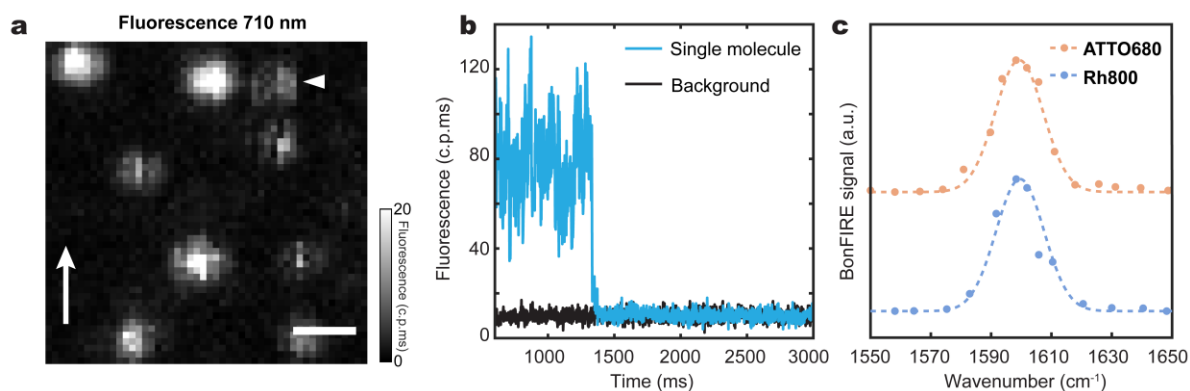 Fluorescence 710 nm
a
20
Fluorescence (c.p.ms)
0
b
Single molecule
Background
120
80
40
0
Fluorescence (c.p.ms)
1000
1500
2000
2500
3000
Time (ms)
c
ATTO680
Rh800
BonFIRE signal (a.u.)
1550
1570
1590
1610
1630
1650
Wavenumber (cm⁻¹)